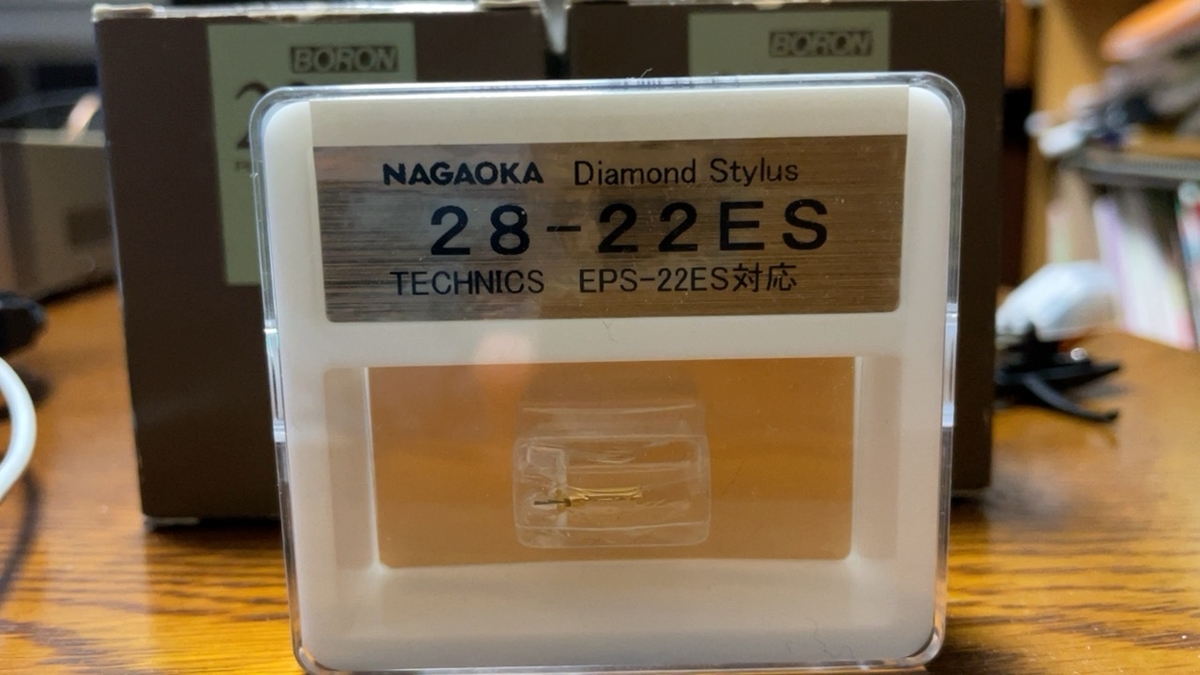 BORON
BORON
NAGAOKA Diamond Stylus
28-22ES
TECHNICS EPS-22ES対応